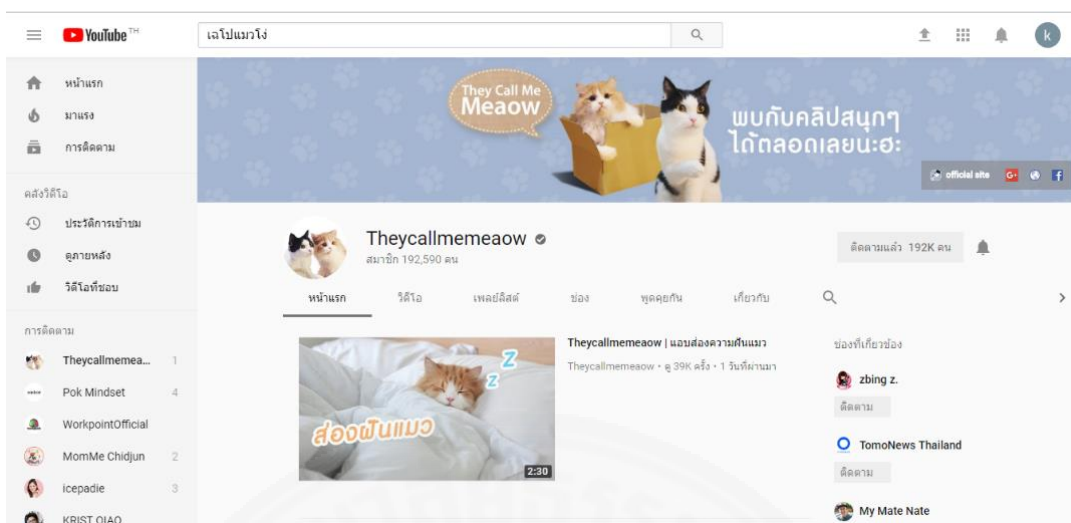 YouTube TH
เฉโปแมวโง่
k
หน้าแรก
มาแรง
การติดตาม
คลังวิดีโอ
ประวัติการเข้าชม
ดูภายหลัง
วิดีโอที่ชอบ
การติดตาม
Theycallmemea... 1
Pok Mindset 4
WorkpointOfficial
MomMe Chidjun 2
icepadie 3
KRIST QIAO
They Call Me
Meaow
พบกับคลิปสนุกๆ
ได้ตลอดเลยนะฮะ
official site G+ f
Theycallmemeaow
สมาชิก 192,590 คน
ติดตามแล้ว 192K คน
หน้าแรก วิดีโอ เพลย์ลิสต์ ช่อง พูดคุยกัน เกี่ยวกับ
Z
z
z
ส่องฝันแมว
2:30
Theycallmemeaow | แอบส่องความฝันแมว
Theycallmemeaow • ดู 39K ครั้ง • 1 วันที่ผ่านมา
ช่องที่เกี่ยวข้อง
zbing z.
ติดตาม
TomoNews Thailand
ติดตาม
My Mate Nate